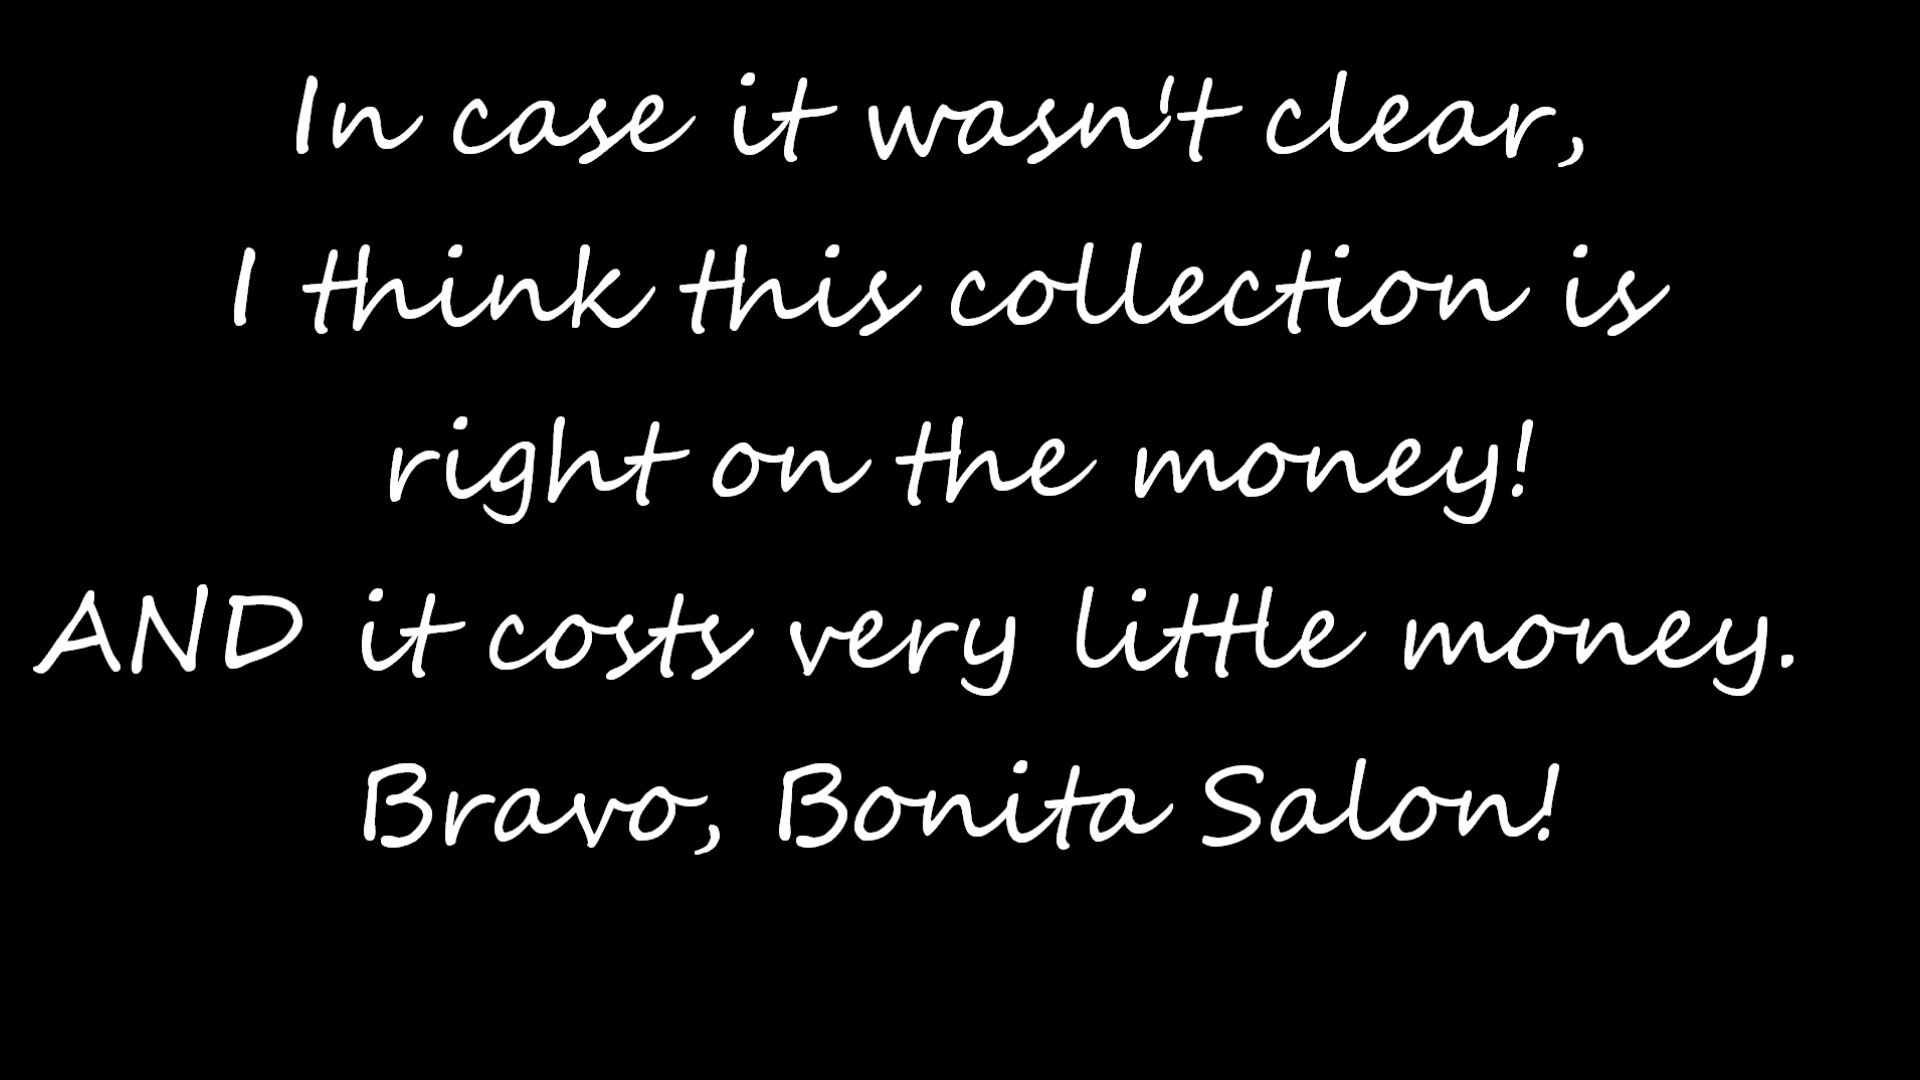 In case it wasn't clear,
I think this collection is
right on the money!
AND it costs very little money.
Bravo, Bonita Salon!